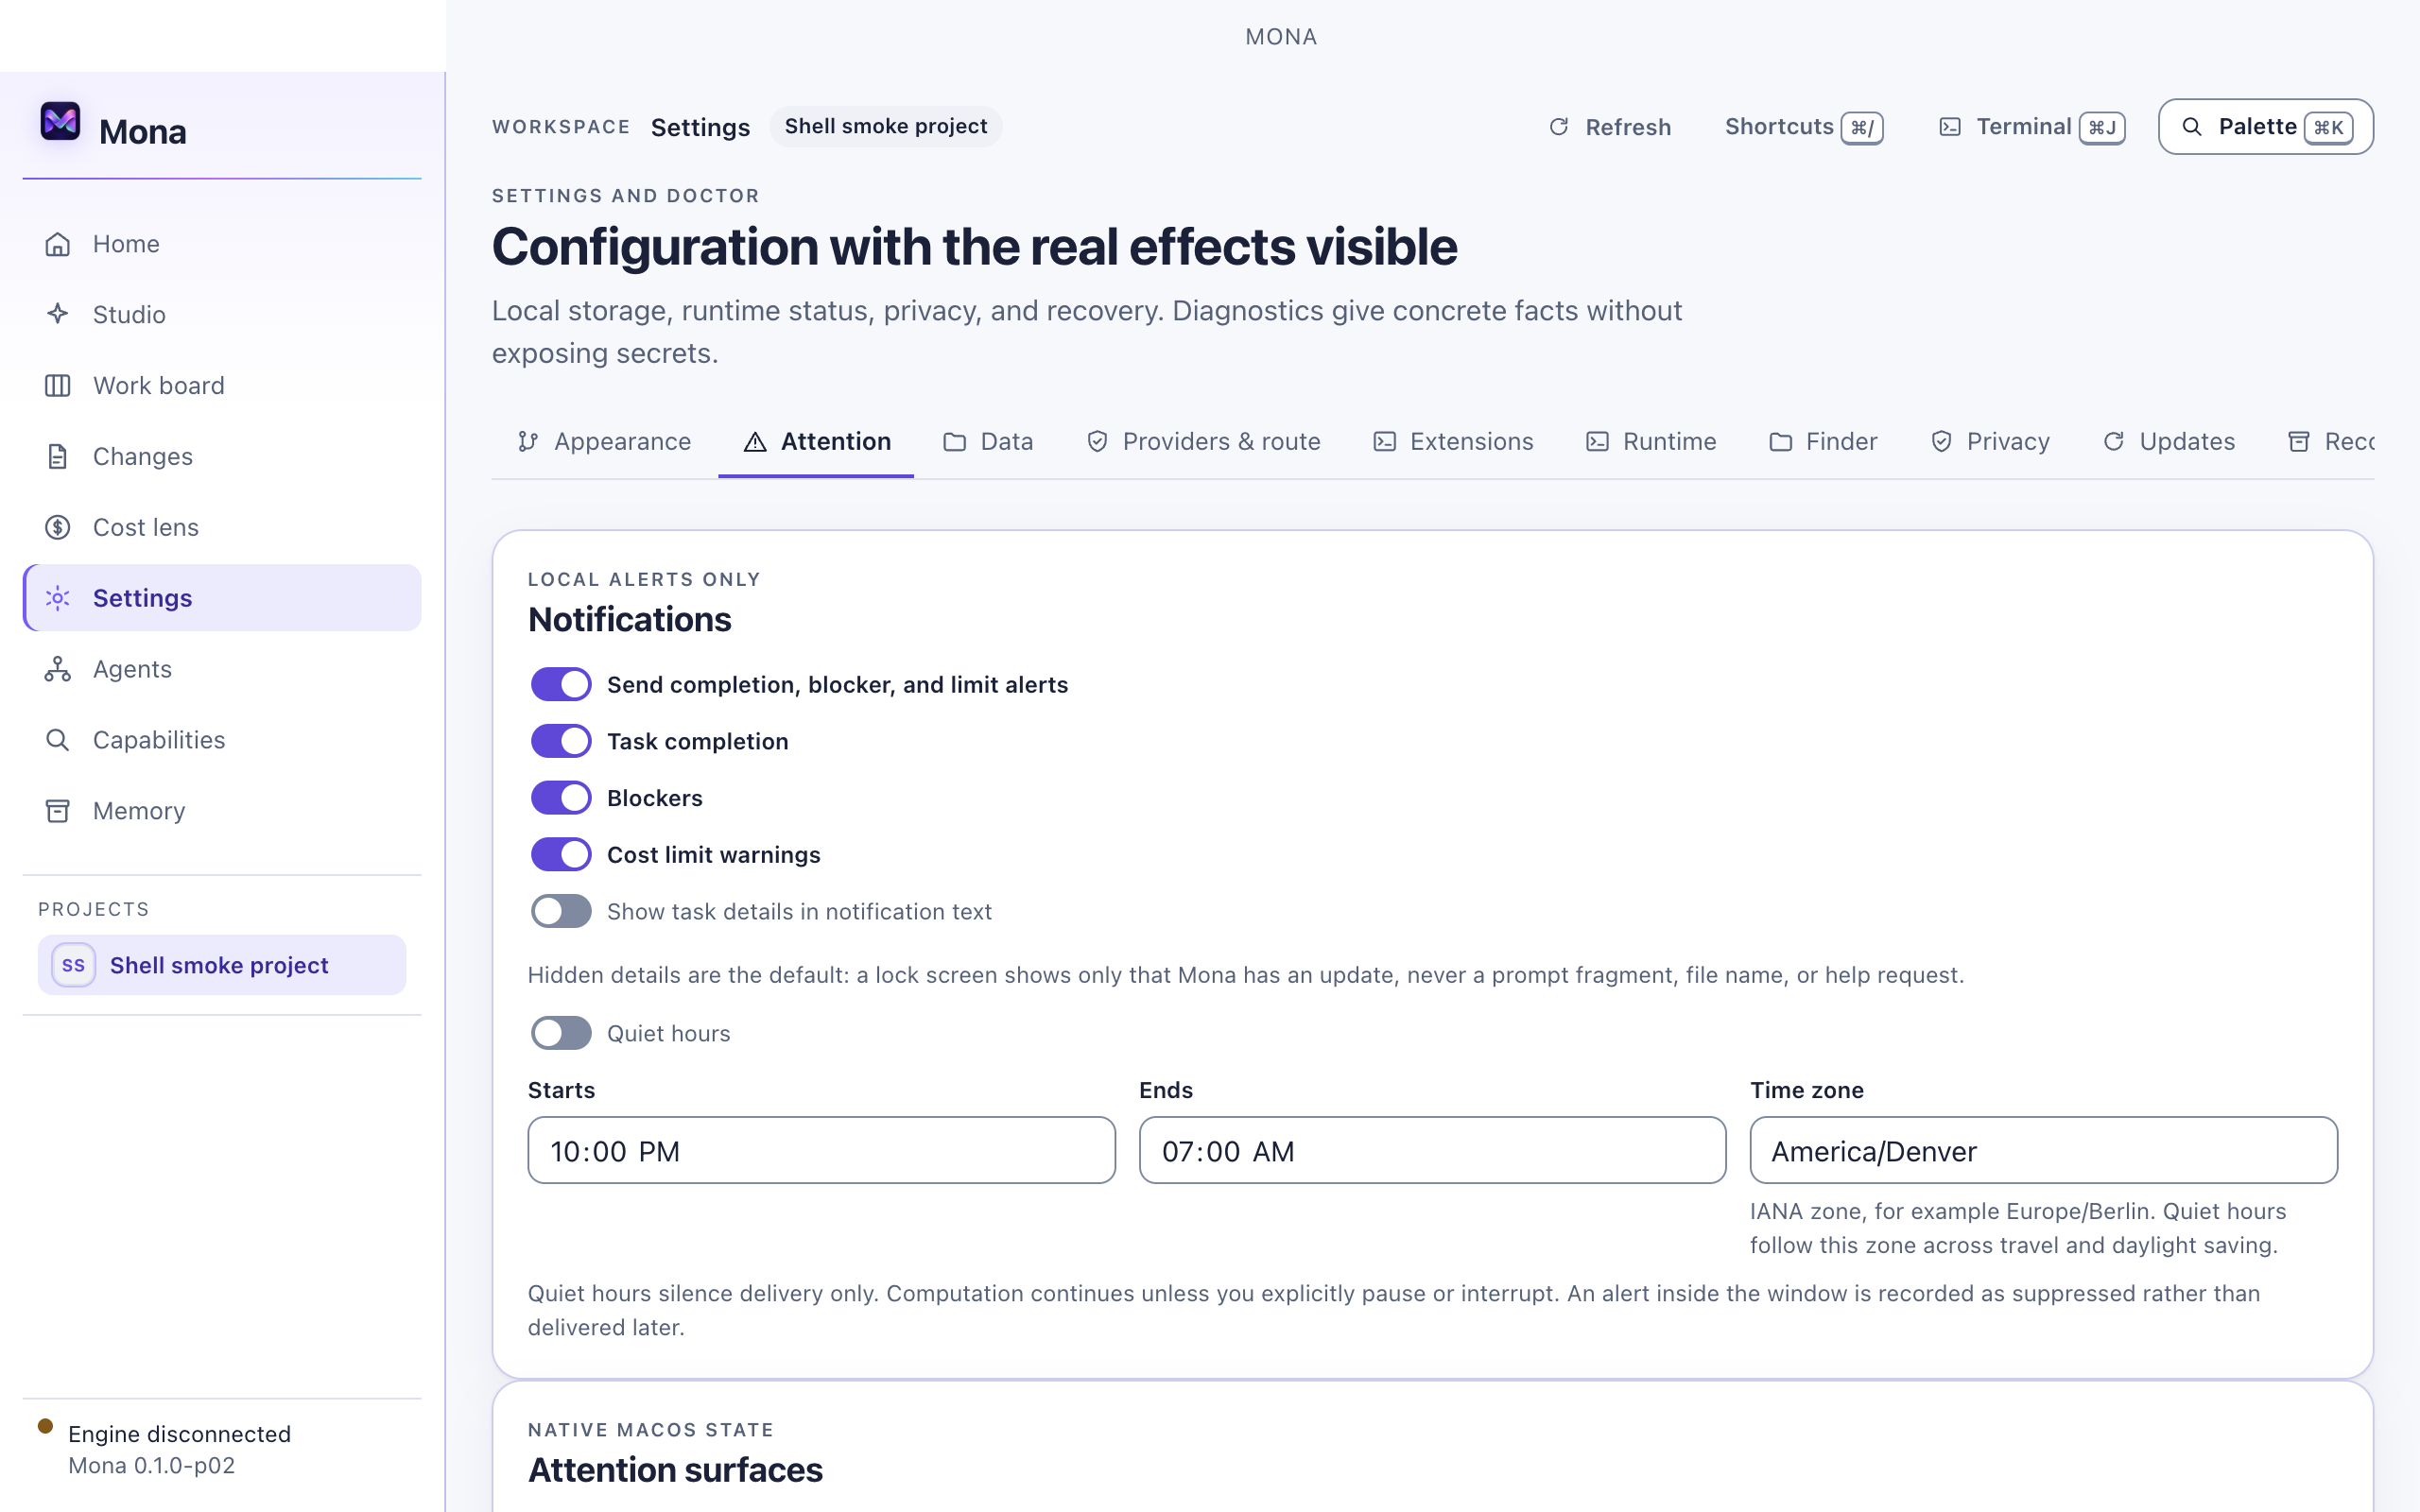 MONA
Mona
Home
Studio
Work board
Changes
Cost lens
Settings
Agents
Capabilities
Memory
PROJECTS
SS Shell smoke project
Engine disconnected
Mona 0.1.0-p02
WORKSPACE Settings Shell smoke project
Refresh Shortcuts ⌘/ Terminal ⌘J Palette ⌘K
SETTINGS AND DOCTOR
Configuration with the real effects visible
Local storage, runtime status, privacy, and recovery. Diagnostics give concrete facts without
exposing secrets.
Appearance Attention Data Providers & route Extensions Runtime Finder Privacy Updates
LOCAL ALERTS ONLY
Notifications
Send completion, blocker, and limit alerts
Task completion
Blockers
Cost limit warnings
Show task details in notification text
Hidden details are the default: a lock screen shows only that Mona has an update, never a prompt fragment, file name, or help request.
Quiet hours
Starts Ends Time zone
10:00 PM 07:00 AM America/Denver
IANA zone, for example Europe/Berlin. Quiet hours
follow this zone across travel and daylight saving.
Quiet hours silence delivery only. Computation continues unless you explicitly pause or interrupt. An alert inside the window is recorded as suppressed rather than
delivered later.
NATIVE MACOS STATE
Attention surfaces